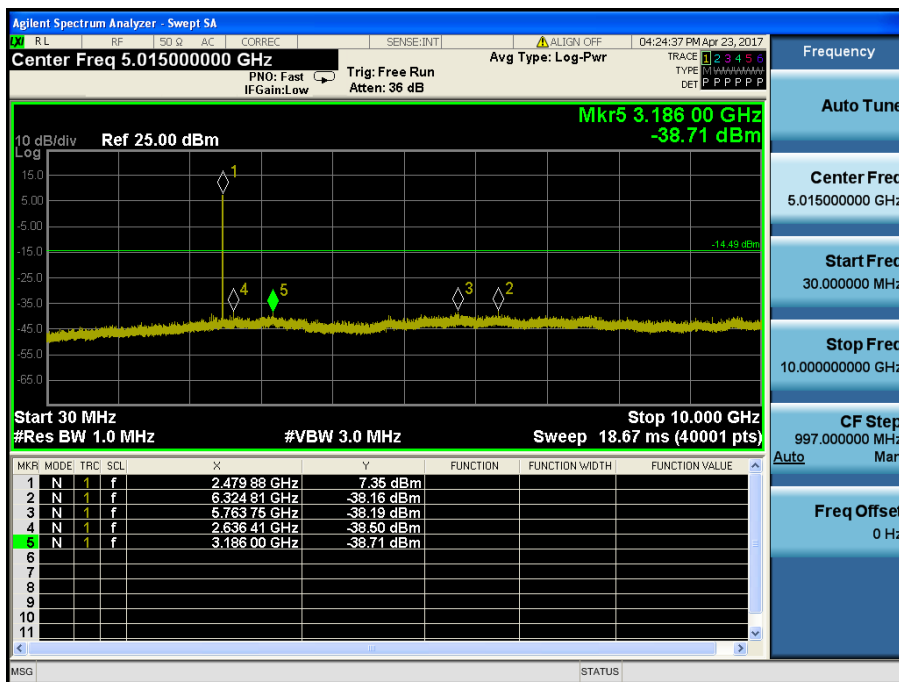 Agilent Spectrum Analyzer - Swept SA
LXI RL RF 50 Ω AC CORREC SENSE:INT ALIGN OFF 04:24:37 PM Apr 23, 2017
Center Freq 5.015000000 GHz
PNO: Fast
IFGain:Low
Trig: Free Run
Atten: 36 dB
Avg Type: Log-Pwr
TRACE 1 2 3 4 5 6
TYPE M
DET P P P P P P
Mkr5 3.186 00 GHz
-38.71 dBm
10 dB/div Ref 25.00 dBm
Log
15.0
5.00
-5.00
-15.0
-25.0
-35.0
-45.0
-55.0
-65.0
1
4
5
3
2
-14.49 dBm
Start 30 MHz Stop 10.000 GHz
#Res BW 1.0 MHz #VBW 3.0 MHz Sweep 18.67 ms (40001 pts)
MKR MODE TRC SCL X Y FUNCTION FUNCTION WIDTH FUNCTION VALUE
1 N 1 f 2.479 88 GHz 7.35 dBm
2 N 1 f 6.324 81 GHz -38.16 dBm
3 N 1 f 5.763 75 GHz -38.19 dBm
4 N 1 f 2.636 41 GHz -38.50 dBm
5 N 1 f 3.186 00 GHz -38.71 dBm
6
7
8
9
10
11
MSG STATUS
Frequency
Auto Tune
Center Freq
5.015000000 GHz
Start Freq
30.000000 MHz
Stop Freq
10.000000000 GHz
CF Step
997.000000 MHz
Auto Man
Freq Offset
0 Hz